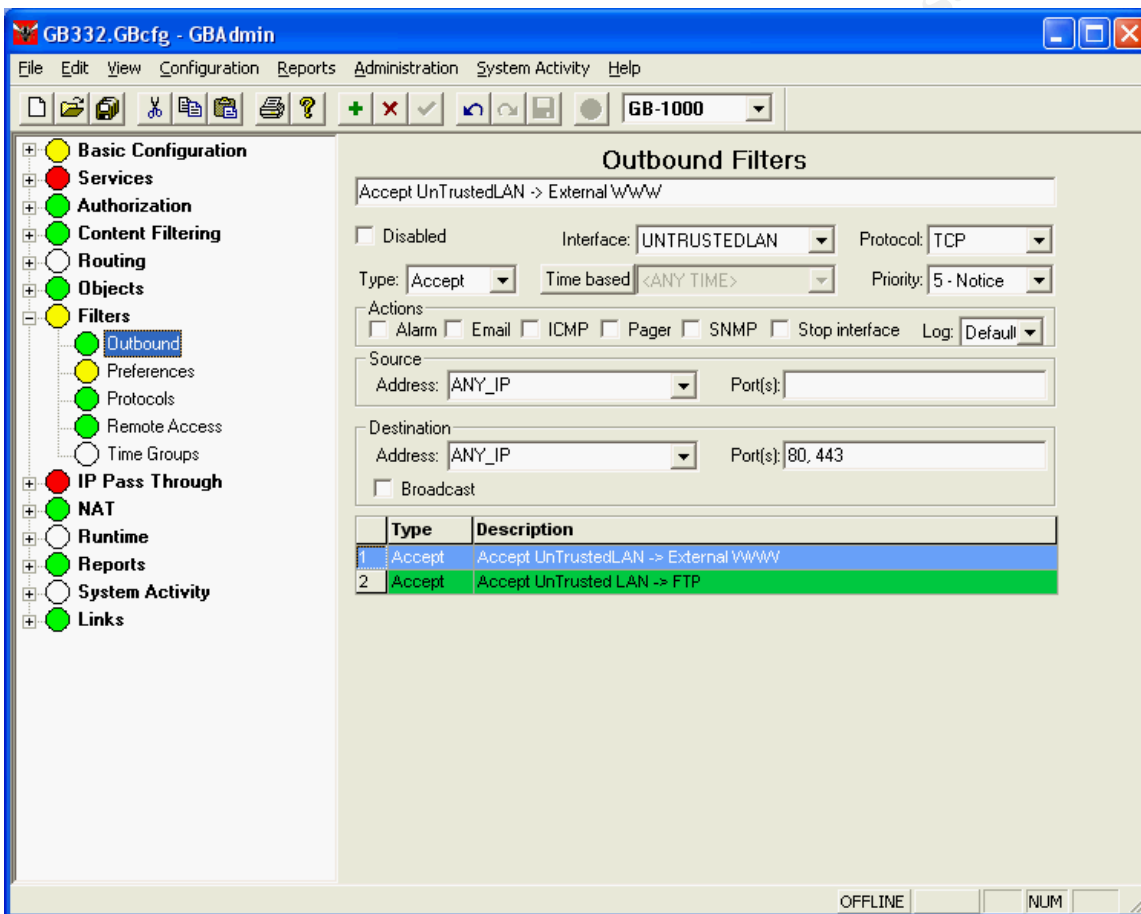 GB332.GBcfg - GBAdmin
File Edit View Configuration Reports Administration System Activity Help
GB-1000
Basic Configuration
Services
Authorization
Content Filtering
Routing
Objects
Filters
Outbound
Preferences
Protocols
Remote Access
Time Groups
IP Pass Through
NAT
Runtime
Reports
System Activity
Links
Outbound Filters
Accept UnTrustedLAN -> External WWW
Disabled Interface: UNTRUSTEDLAN Protocol: TCP
Type: Accept Time based <ANY TIME> Priority: 5 - Notice
Actions
Alarm Email ICMP Pager SNMP Stop interface Log: Default
Source
Address: ANY_IP Port(s):
Destination
Address: ANY_IP Port(s): 80, 443
Broadcast
Type Description
1 Accept Accept UnTrustedLAN -> External WWW
2 Accept Accept UnTrusted LAN -> FTP
OFFLINE NUM